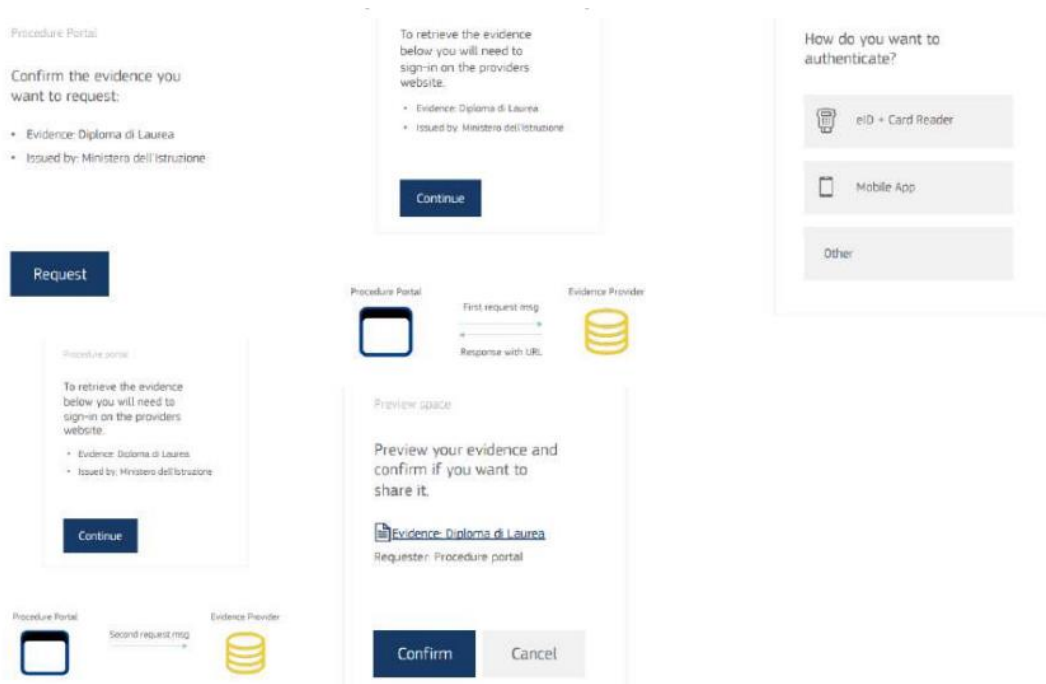 Procedure Portal
Confirm the evidence you
want to request:
• Evidence: Diploma di Laurea
• Issued by: Ministero dell'Istruzione
Request
To retrieve the evidence
below you will need to
sign-in on the providers
website.
• Evidence: Diploma di Laurea
• Issued by: Ministero dell'Istruzione
Continue
How do you want to
authenticate?
eID + Card Reader
Mobile App
Other
Procedure Portal
Evidence Provider
First request msg
Response with URL
Procedure portal
To retrieve the evidence
below you will need to
sign-in on the providers
website.
• Evidence: Diploma di Laurea
• Issued by: Ministero dell'Istruzione
Continue
Procedure Portal
Evidence Provider
Second request msg
Preview space
Preview your evidence and
confirm if you want to
share it.
Evidence: Diploma di Laurea
Requester: Procedure portal
Confirm
Cancel